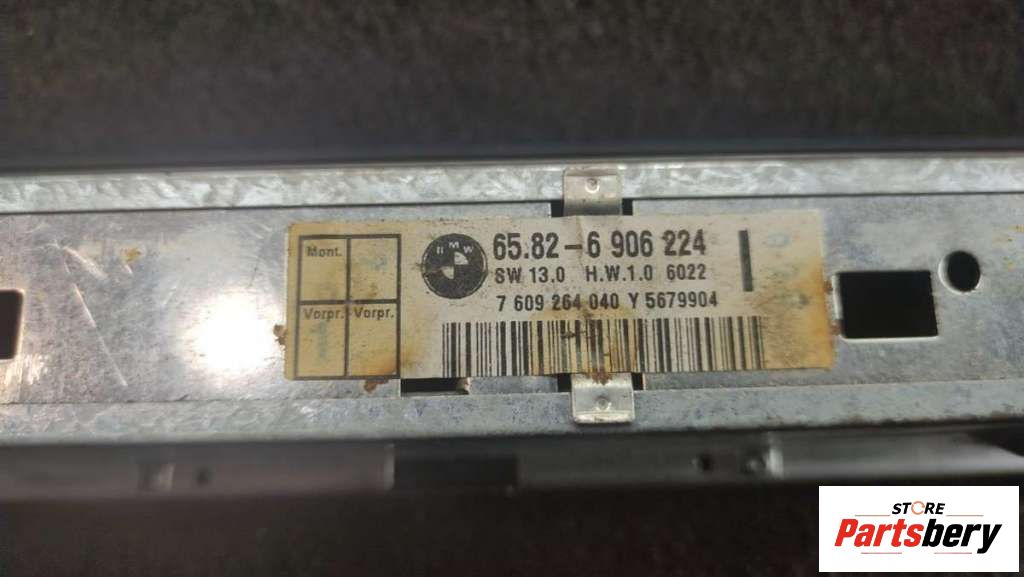 Mont.
Vorpr. Vorpr.
BMW
65.82-6 906 224
SW 13.0 H.W.1.0 6022
7 609 264 040 Y 5679904
STORE
Partsbery